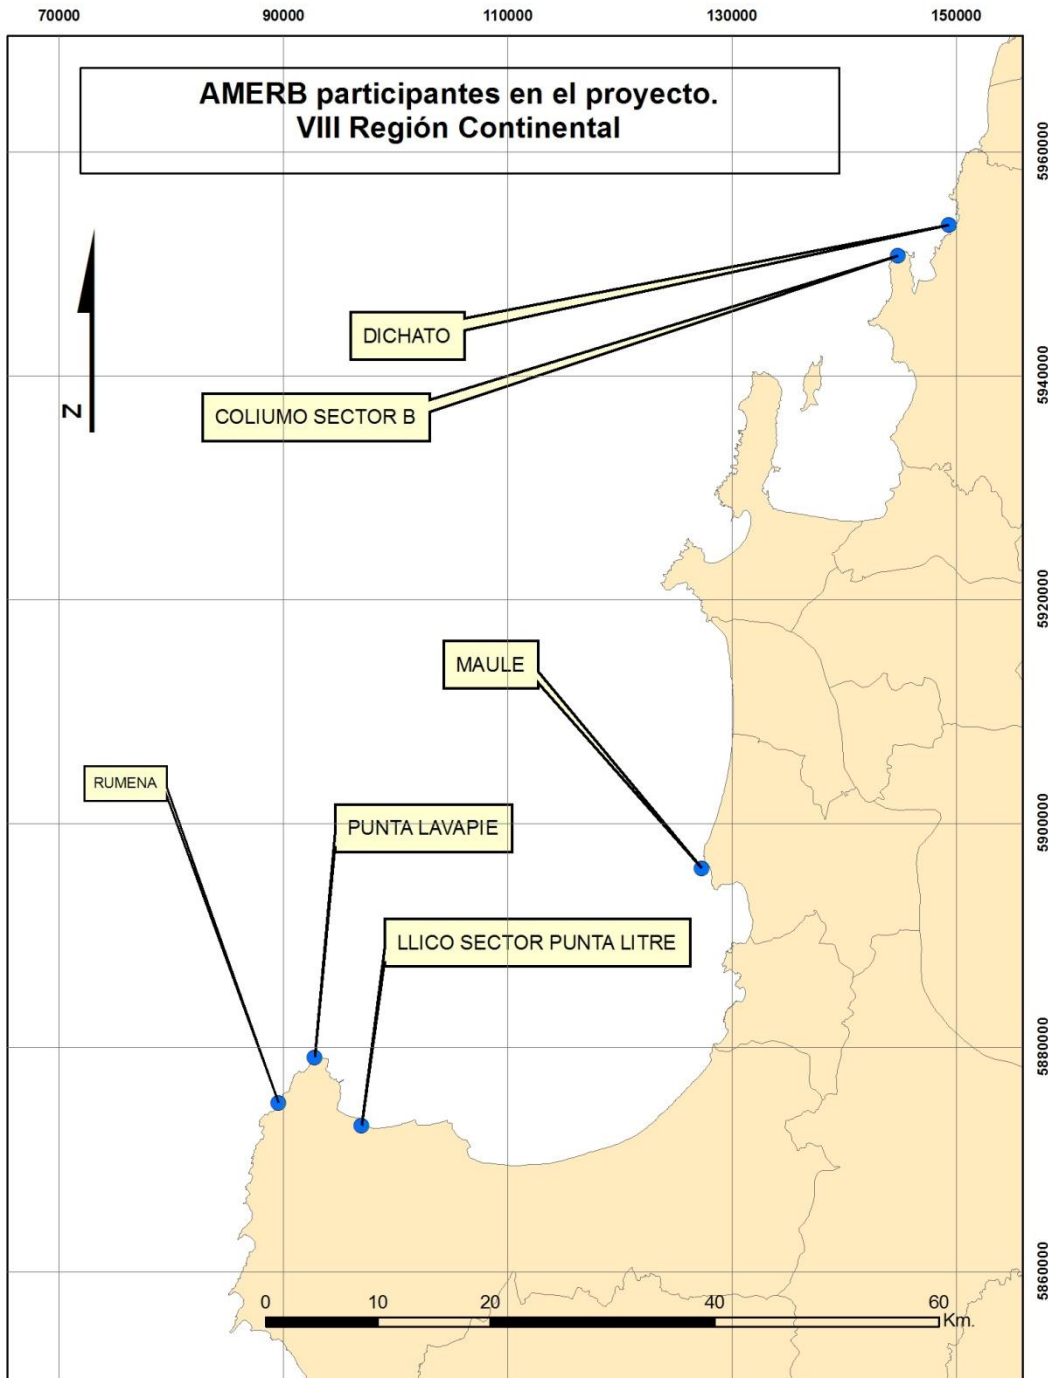 70000 90000 110000 130000 150000
AMERB participantes en el proyecto.
VIII Región Continental
5960000
DICHATO
5940000
Z
COLIUMO SECTOR B
5920000
MAULE
RUMENA
5900000
PUNTA LAVAPIE
LLICO SECTOR PUNTA LITRE
5880000
5860000
0 10 20 40 60
Km.